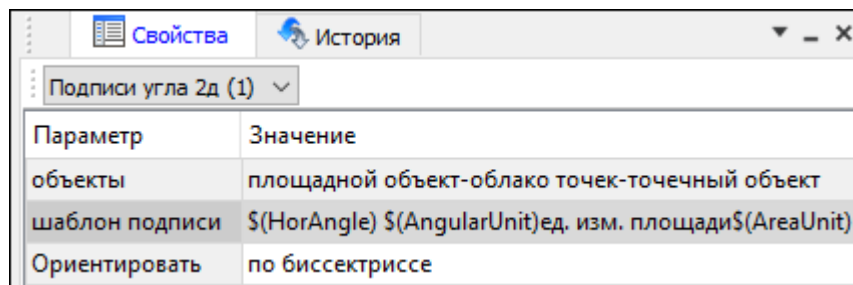 Свойства История
Подписи угла 2д (1)
Параметр Значение
объекты площадной объект-облако точек-точечный объект
шаблон подписи $(HorAngle) $(AngularUnit)ед. изм. площади$(AreaUnit)
Ориентировать по биссектриссе